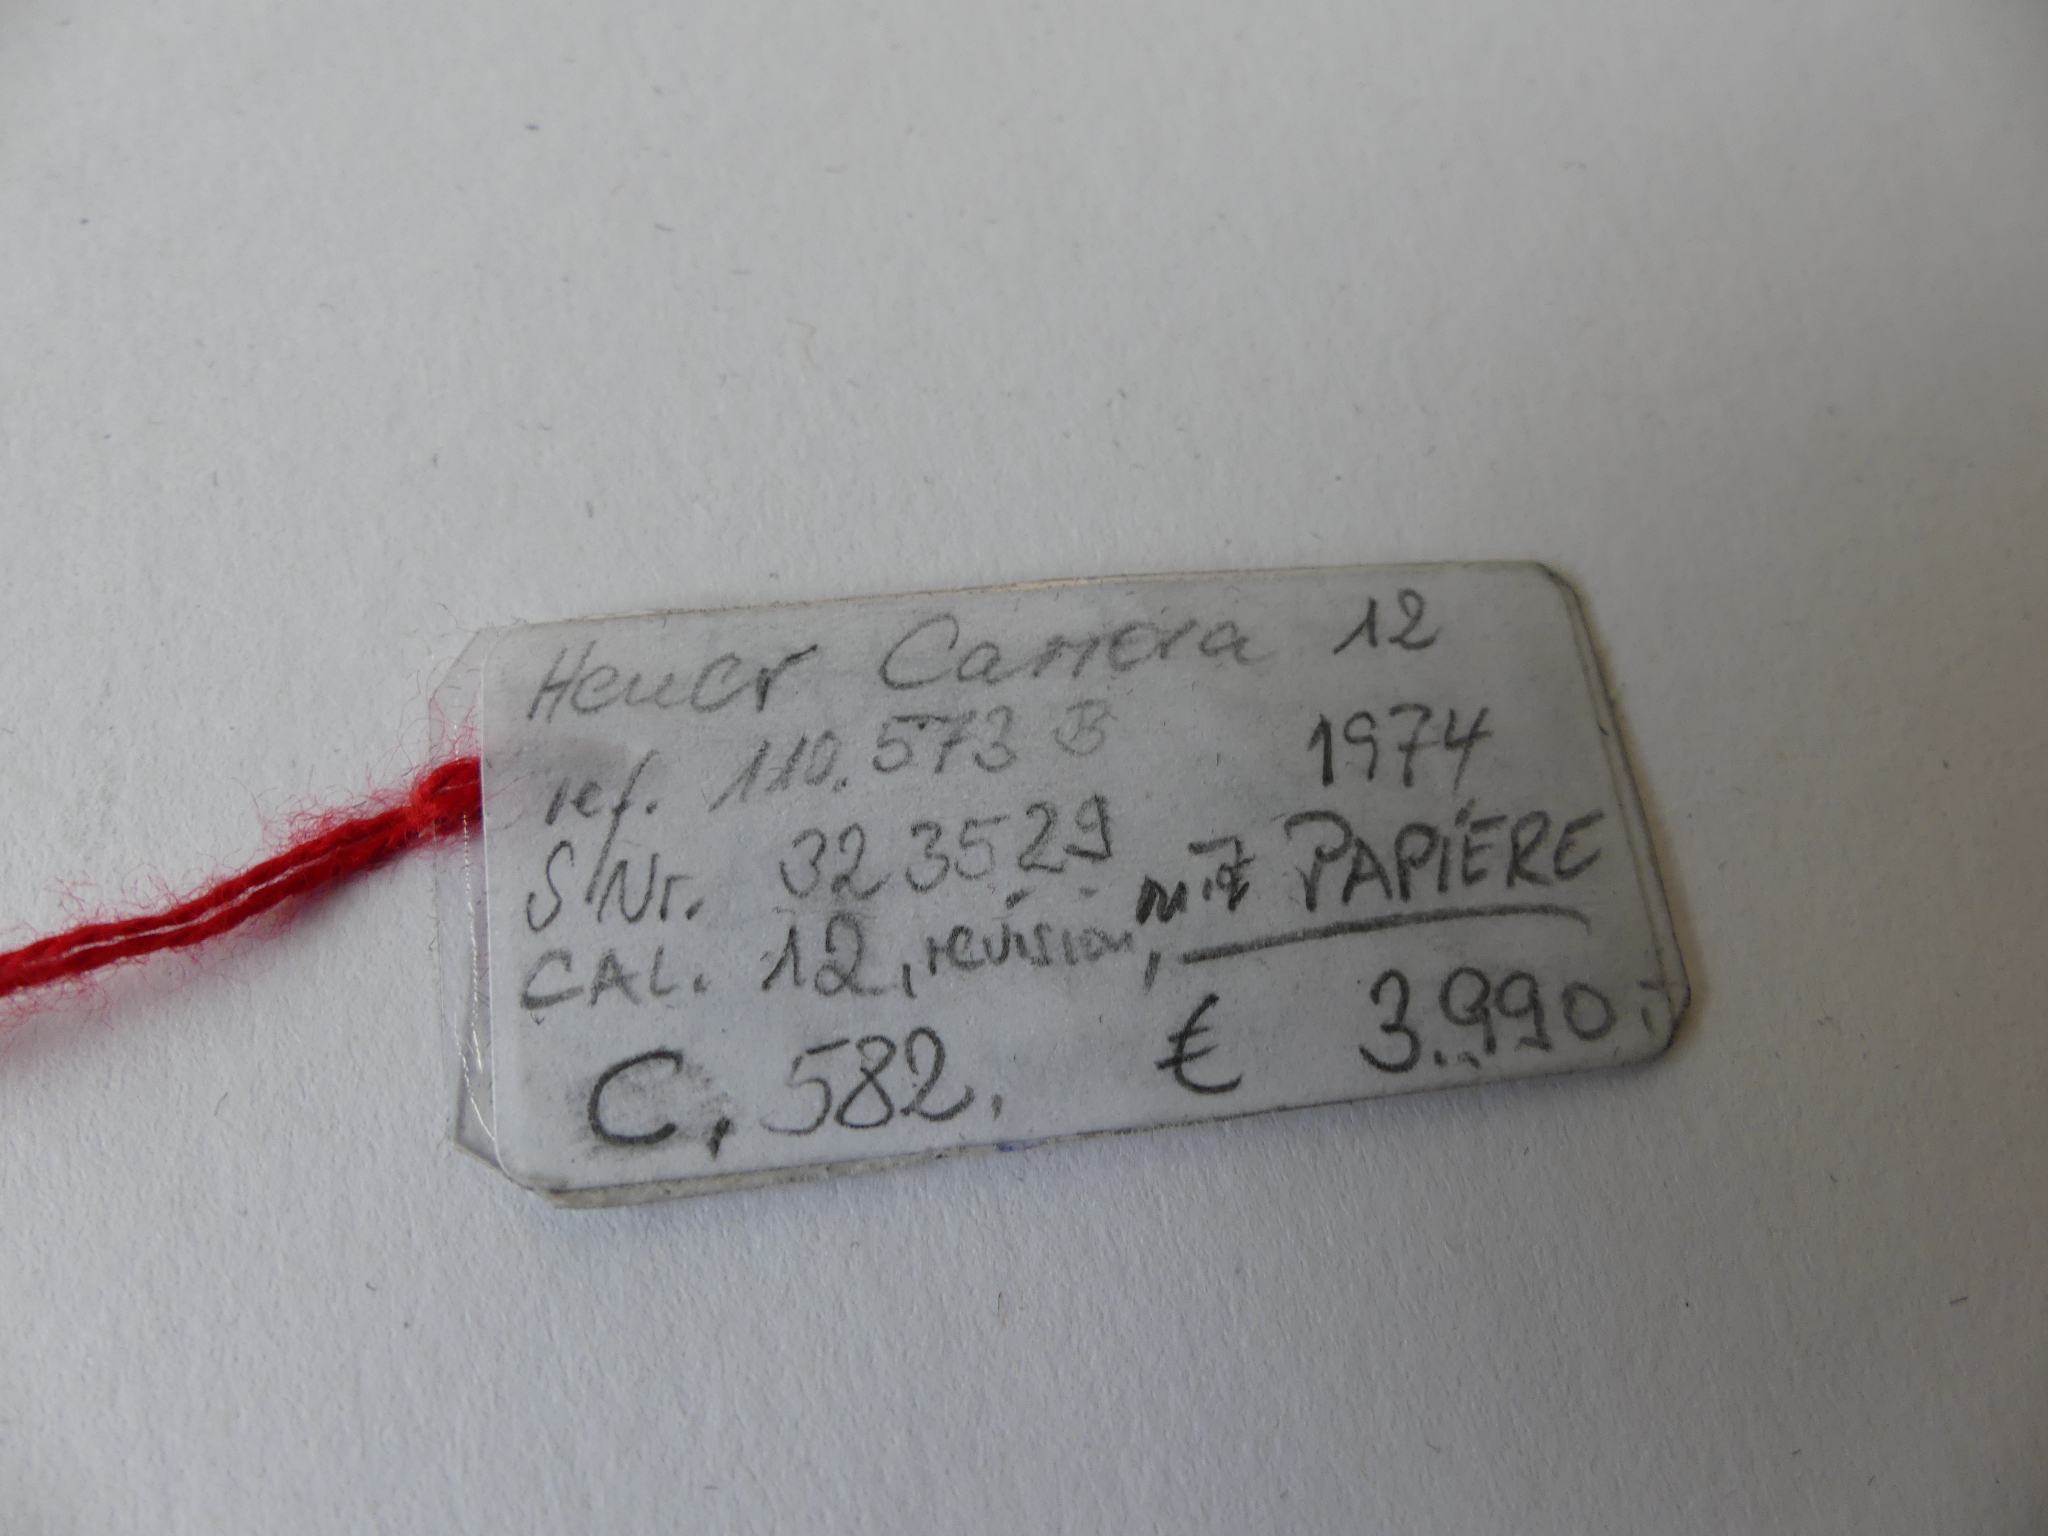 Heuer Carrera 12
ref. 110.573 B 1974
S/Nr. 323529
CAL. 12, revision, mit PAPIERE
C, 582. € 3.990.-